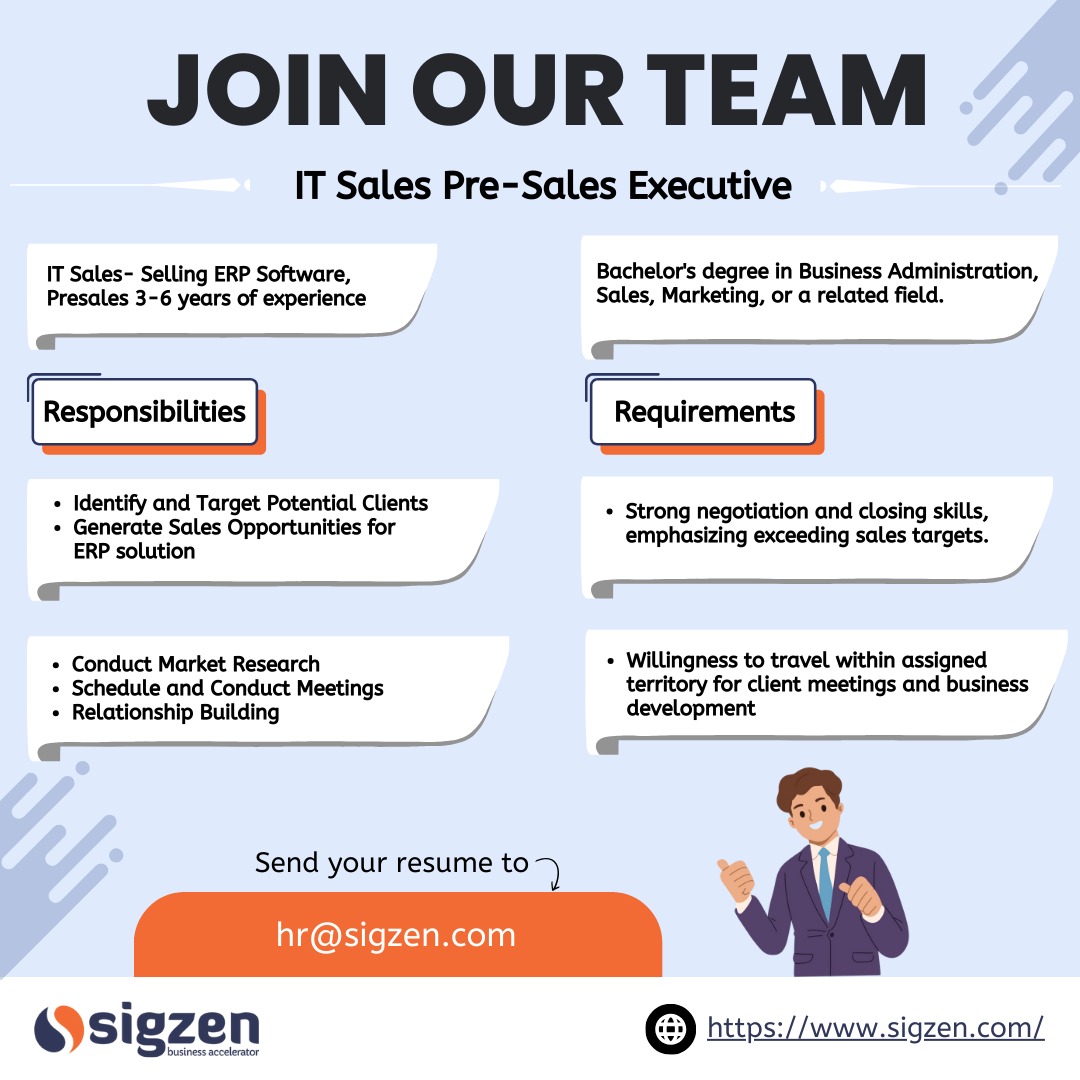 JOIN OUR TEAM
IT Sales Pre-Sales Executive
IT Sales- Selling ERP Software,
Presales 3-6 years of experience
Bachelor's degree in Business Administration,
Sales, Marketing, or a related field.
Responsibilities
• Identify and Target Potential Clients
• Generate Sales Opportunities for
ERP solution
• Conduct Market Research
• Schedule and Conduct Meetings
• Relationship Building
Requirements
• Strong negotiation and closing skills,
emphasizing exceeding sales targets.
• Willingness to travel within assigned
territory for client meetings and business
development
Send your resume to
hr@sigzen.com
sigzen
business accelerator
https://www.sigzen.com/